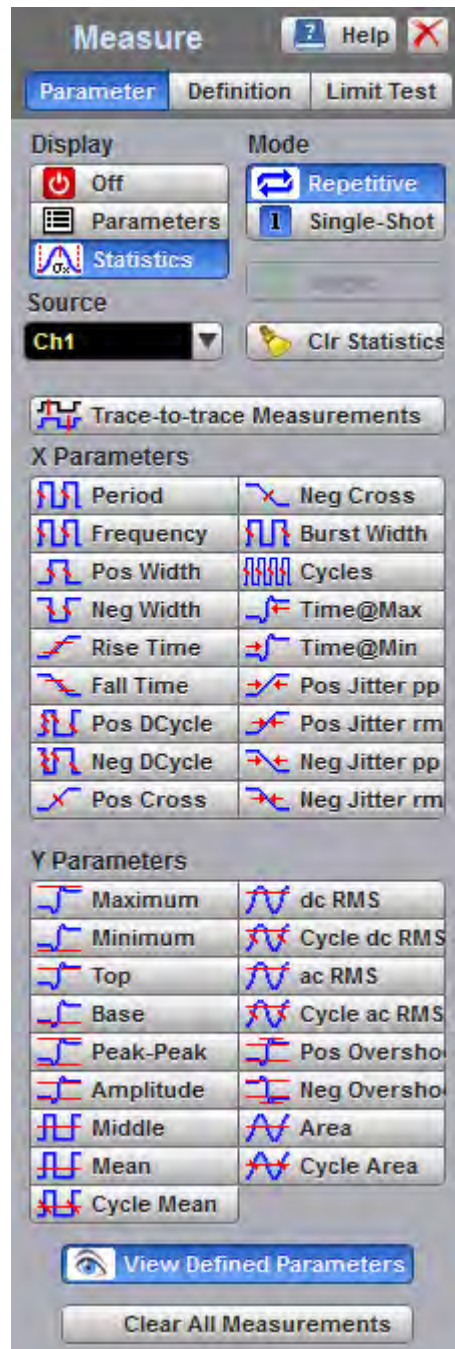 Measure
? Help
Parameter Definition Limit Test
Display Mode
Off Repetitive
Parameters 1 Single-Shot
σx Statistics
Source
Ch1 Clr Statistics
Trace-to-trace Measurements
X Parameters
Period Neg Cross
Frequency Burst Width
Pos Width Cycles
Neg Width Time@Max
Rise Time Time@Min
Fall Time Pos Jitter pp
Pos DCycle Pos Jitter rm
Neg DCycle Neg Jitter pp
Pos Cross Neg Jitter rm
Y Parameters
Maximum dc RMS
Minimum Cycle dc RMS
Top ac RMS
Base Cycle ac RMS
Peak-Peak Pos Oversho
Amplitude Neg Oversho
Middle Area
Mean Cycle Area
Cycle Mean
View Defined Parameters
Clear All Measurements